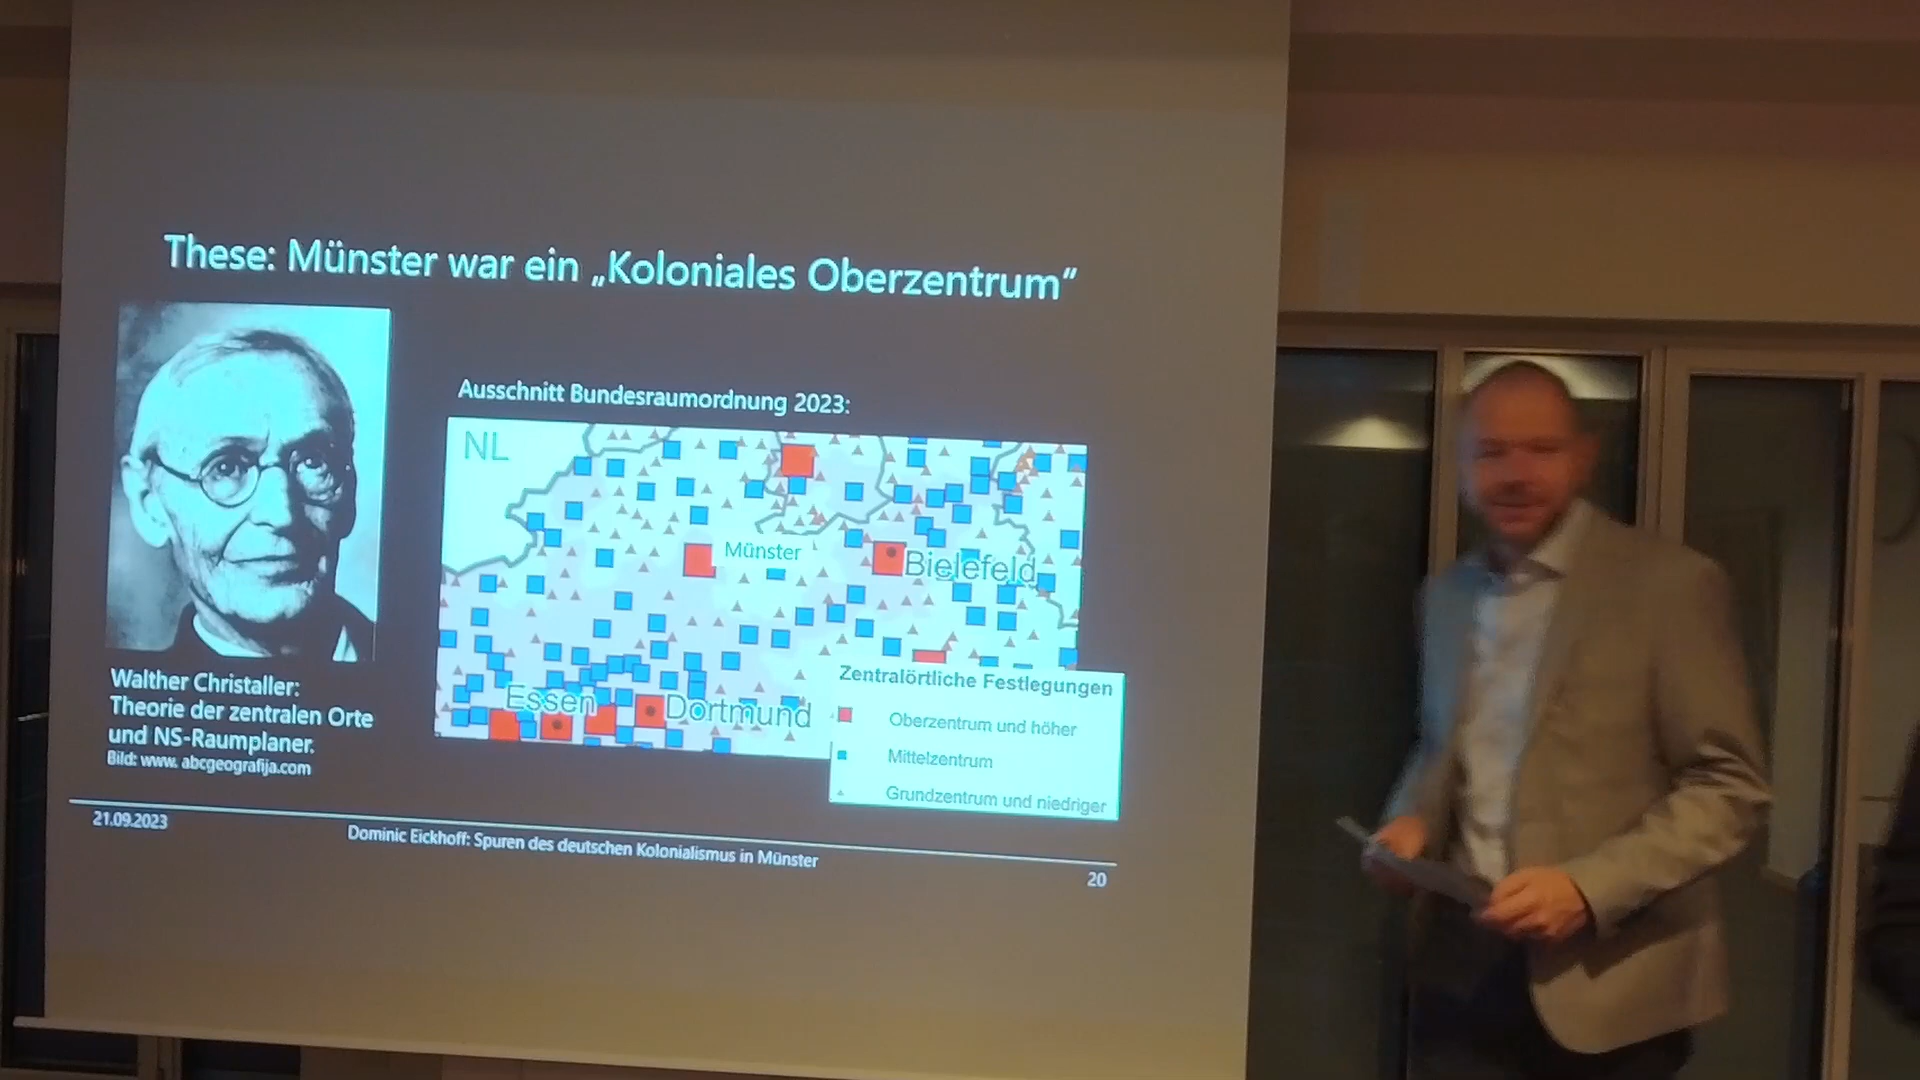 These: Münster war ein „Koloniales Oberzentrum“
Ausschnitt Bundesraumordnung 2023:
NL
Münster
Bielefeld
Essen
Dortmund
Zentralörtliche Festlegungen
Oberzentrum und höher
Mittelzentrum
Grundzentrum und niedriger
Walther Christaller:
Theorie der zentralen Orte
und NS-Raumplaner.
Bild: www. abcgeografija.com
21.09.2023
Dominic Eickhoff: Spuren des deutschen Kolonialismus in Münster
20